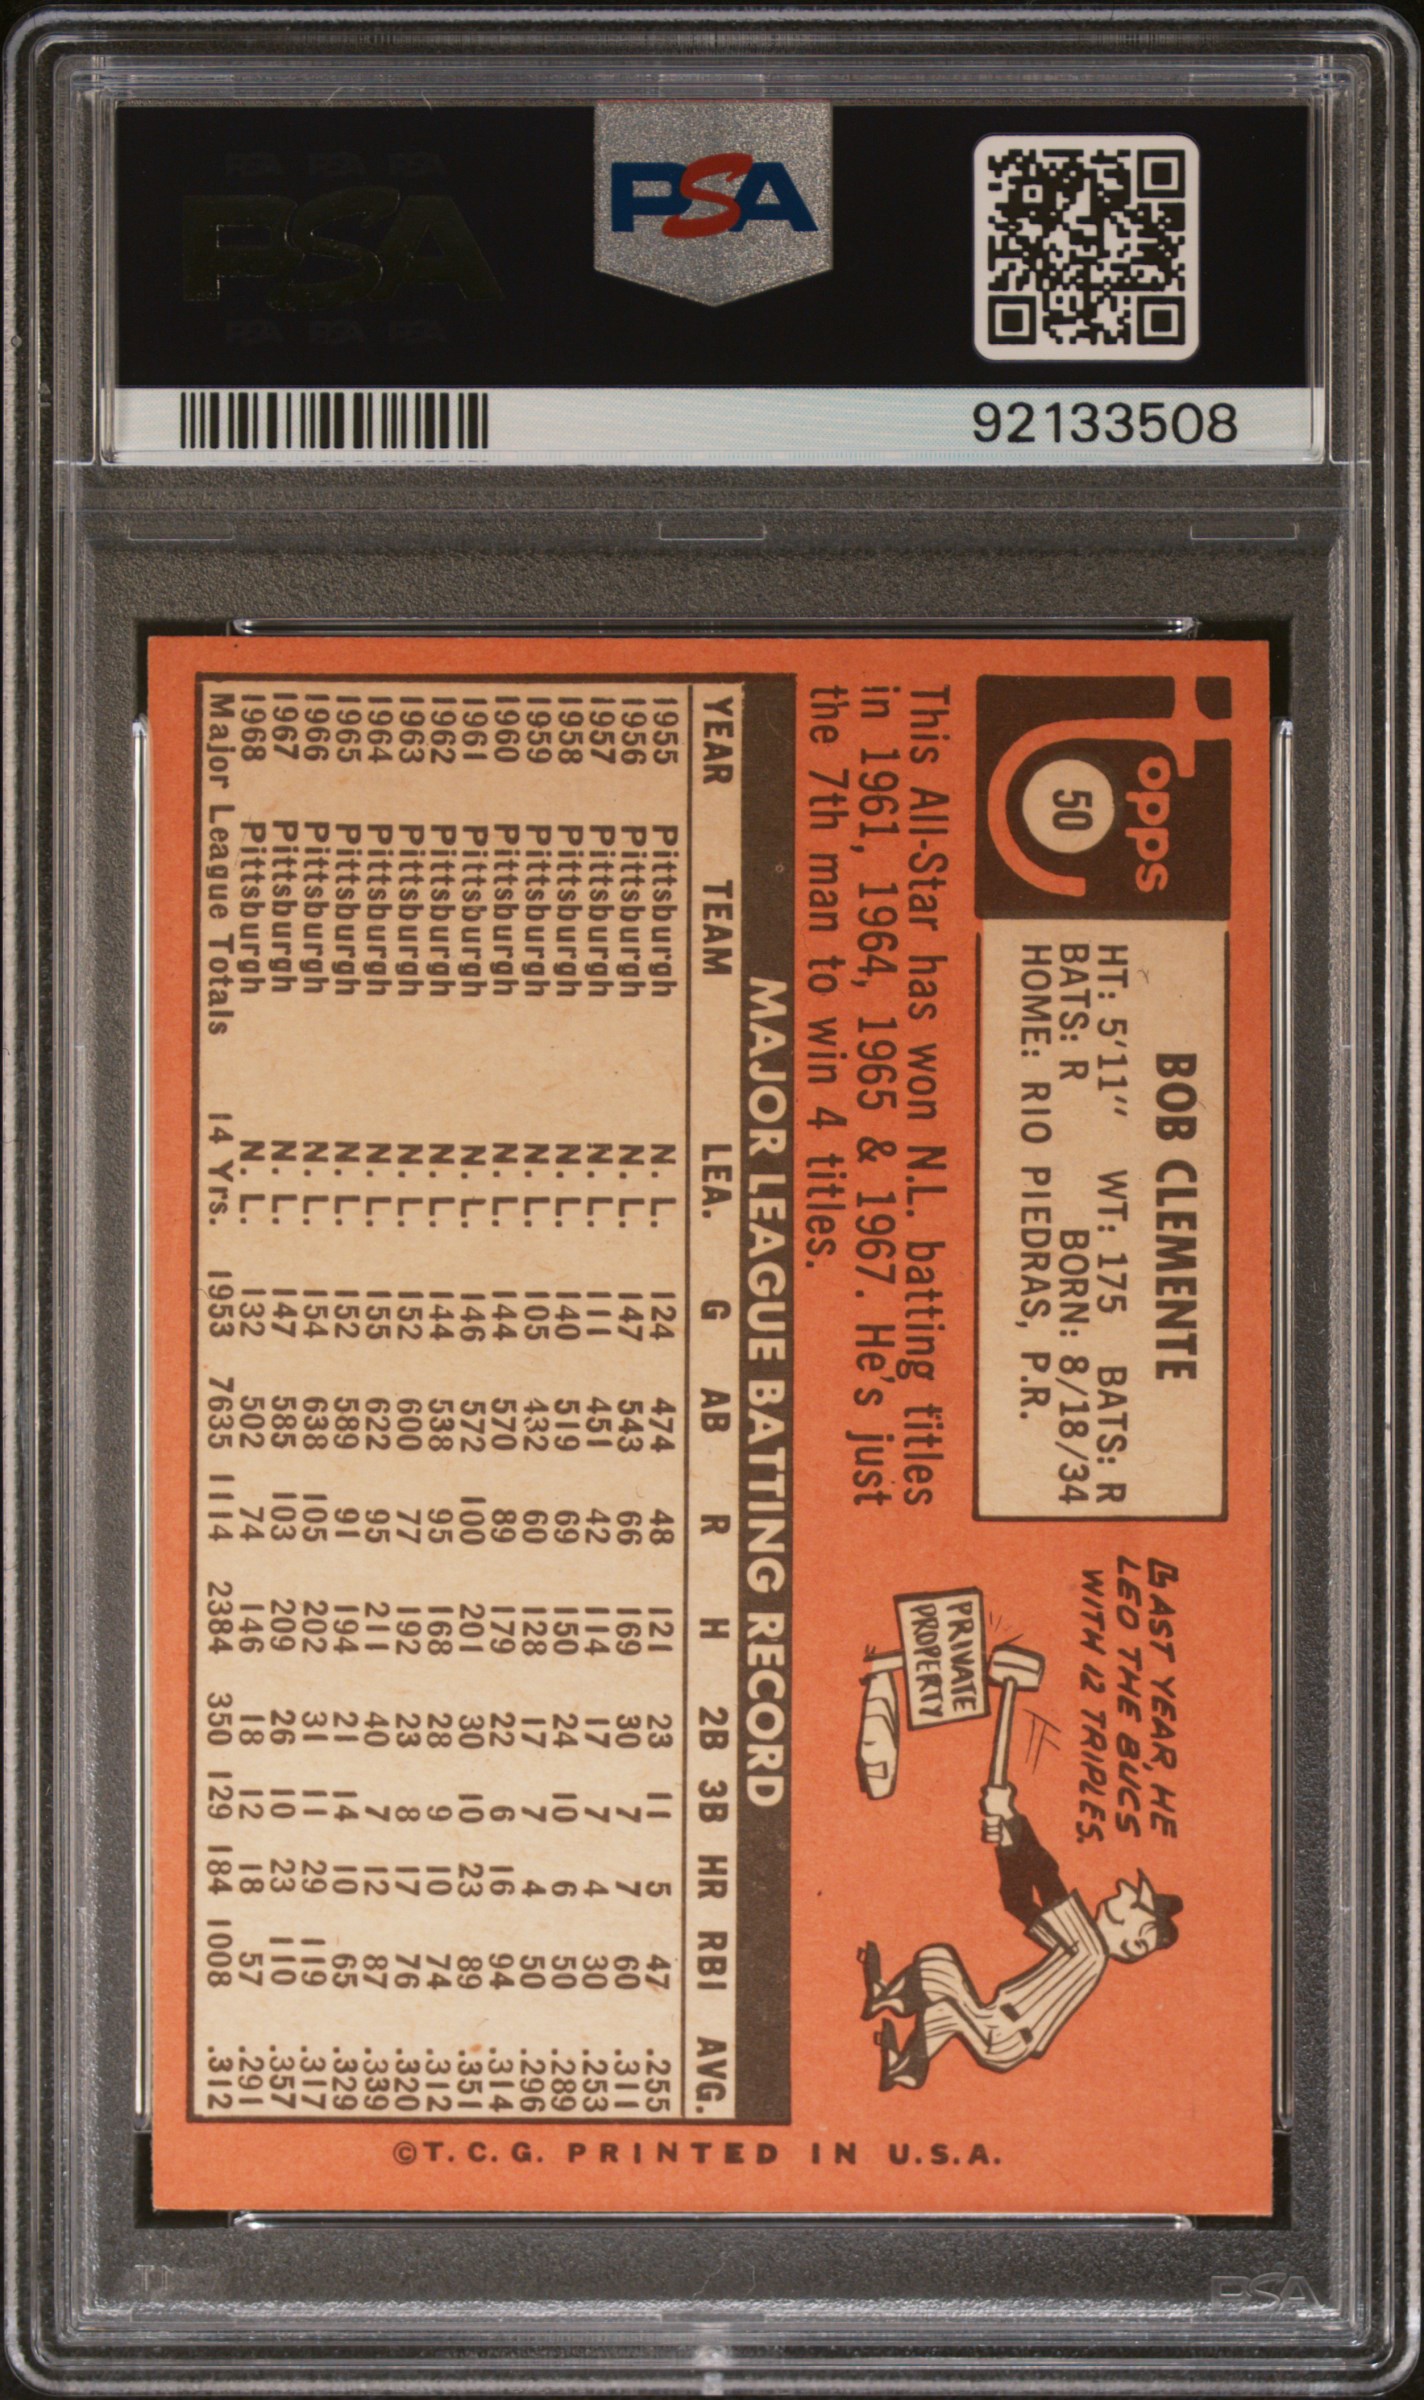 PSA PSA PSA
PSA
PSA PSA PSA
PSA
92133508
Topps
50
BOB CLEMENTE
HT: 5'11" WT: 175 BATS: R
BATS: R BORN: 8/18/34
HOME: RIO PIEDRAS, P.R.
LAST YEAR, HE
LED THE BUCS
WITH 12 TRIPLES.
PRIVATE
PROPERTY
This All-Star has won N.L. batting titles
in 1961, 1964, 1965 & 1967. He's just
the 7th man to win 4 titles.
MAJOR LEAGUE BATTING RECORD
YEAR TEAM LEA. G AB R H 2B 3B HR RBI AVG.
1955 Pittsburgh N. L. 124 474 48 121 23 11 5 47 .255
1956 Pittsburgh N. L. 147 543 66 169 30 7 7 60 .311
1957 Pittsburgh N. L. 111 451 42 114 17 7 4 30 .253
1958 Pittsburgh N. L. 140 519 69 150 24 10 6 50 .289
1959 Pittsburgh N. L. 105 432 60 128 17 7 4 50 .296
1960 Pittsburgh N. L. 144 570 89 179 22 6 16 94 .314
1961 Pittsburgh N. L. 146 572 100 201 30 10 23 89 .351
1962 Pittsburgh N. L. 144 538 95 168 28 9 10 74 .312
1963 Pittsburgh N. L. 152 600 77 192 23 8 17 76 .320
1964 Pittsburgh N. L. 155 622 95 211 40 7 12 87 .339
1965 Pittsburgh N. L. 152 589 91 194 21 14 10 65 .329
1966 Pittsburgh N. L. 154 638 105 202 31 11 29 119 .317
1967 Pittsburgh N. L. 147 585 103 209 26 10 23 110 .357
1968 Pittsburgh N. L. 132 502 74 146 18 12 18 57 .291
Major League Totals 14 Yrs. 1953 7635 1114 2384 350 129 184 1008 .312
©T.C.G. PRINTED IN U.S.A.
PSA